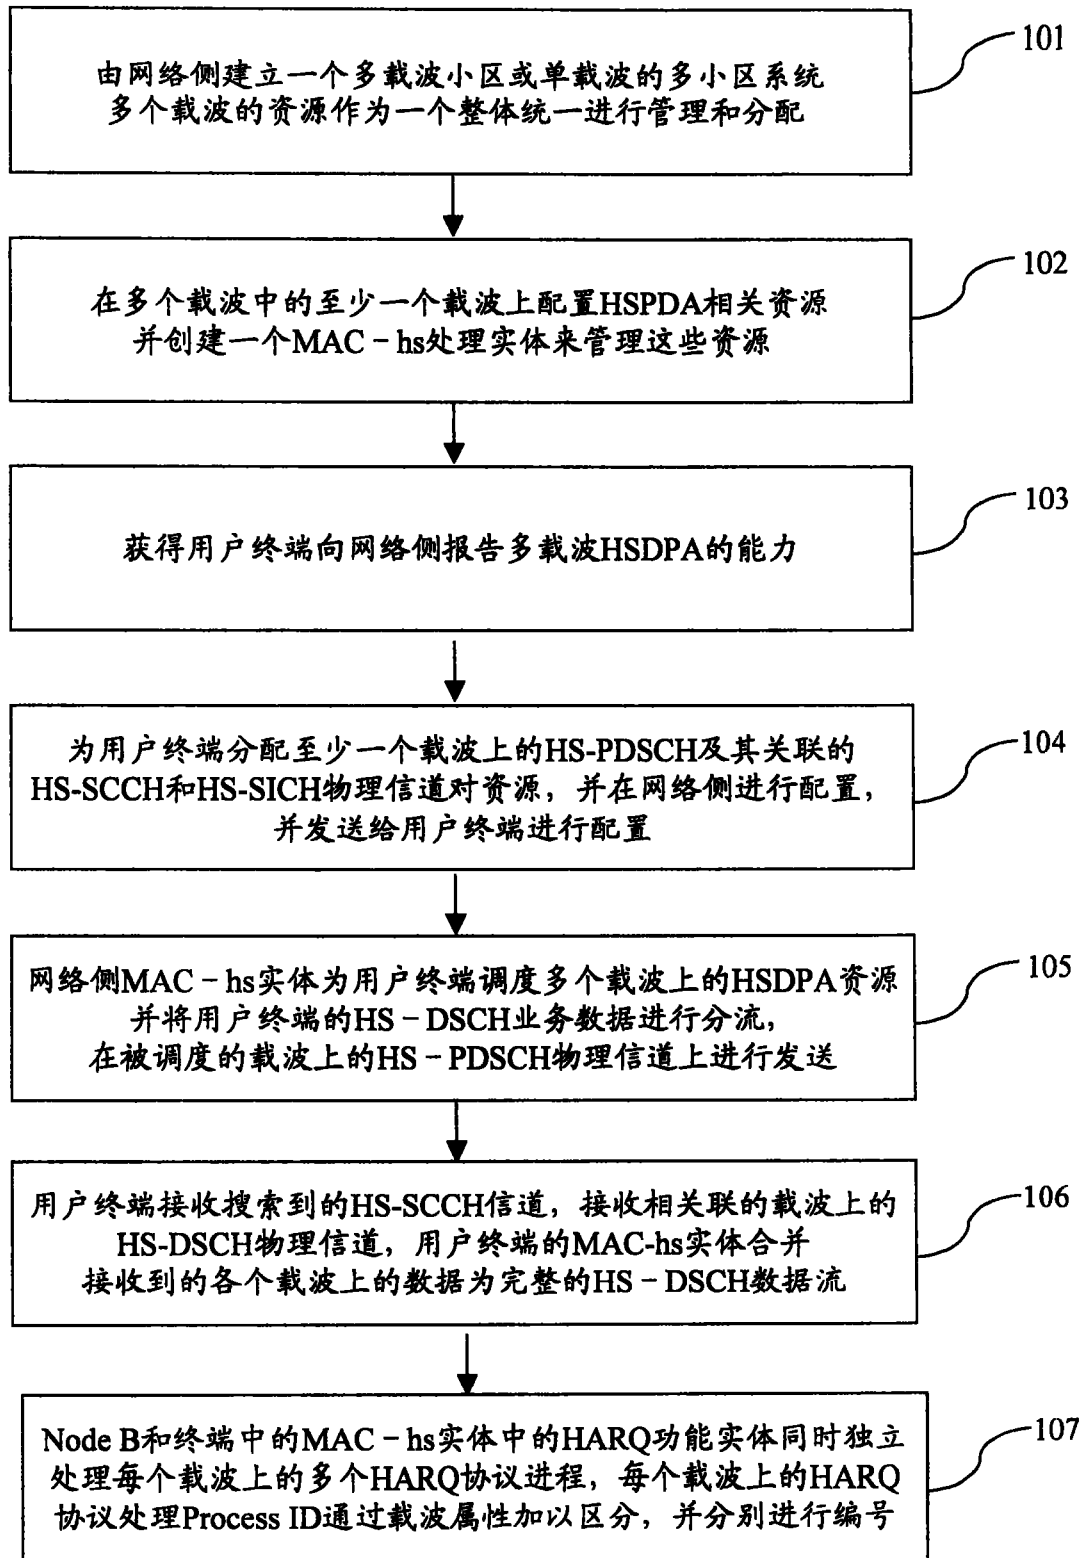 101
由网络侧建立一个多载波小区或单载波的多小区系统
多个载波的资源作为一个整体统一进行管理和分配
102
在多个载波中的至少一个载波上配置HSPDA相关资源
并创建一个MAC－hs处理实体来管理这些资源
103
获得用户终端向网络侧报告多载波HSDPA的能力
104
为用户终端分配至少一个载波上的HS-PDSCH及其关联的
HS-SCCH和HS-SICH物理信道对资源，并在网络侧进行配置，
并发送给用户终端进行配置
105
网络侧MAC－hs实体为用户终端调度多个载波上的HSDPA资源
并将用户终端的HS－DSCH业务数据进行分流，
在被调度的载波上的HS－PDSCH物理信道上进行发送
106
用户终端接收搜索到的HS-SCCH信道，接收相关联的载波上的
HS-DSCH物理信道，用户终端的MAC-hs实体合并
接收到的各个载波上的数据为完整的HS－DSCH数据流
107
Node B和终端中的MAC－hs实体中的HARQ功能实体同时独立
处理每个载波上的多个HARQ协议进程，每个载波上的HARQ
协议处理Process ID通过载波属性加以区分，并分别进行编号